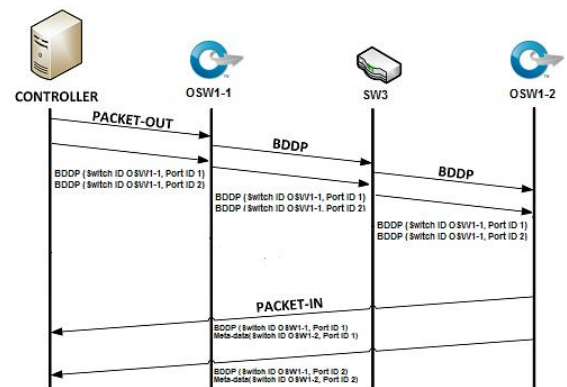 CONTROLLER
OSW1-1
SW3
OSW1-2
PACKET-OUT
BDDP
BDDP
BDDP (Switch ID OSW1-1, Port ID 1)
BDDP (Switch ID OSW1-1, Port ID 2)
BDDP (Switch ID OSW1-1, Port ID 1)
BDDP (Switch ID OSW1-1, Port ID 2)
BDDP (Switch ID OSW1-1, Port ID 1)
BDDP (Switch ID OSW1-1, Port ID 2)
PACKET-IN
BDDP (Switch ID OSW1-1, Port ID 1)
Meta-data(Switch ID OSW1-2, Port ID 1)
BDDP (Switch ID OSW1-1, Port ID 2)
Meta-data(Switch ID OSW1-2, Port ID 2)